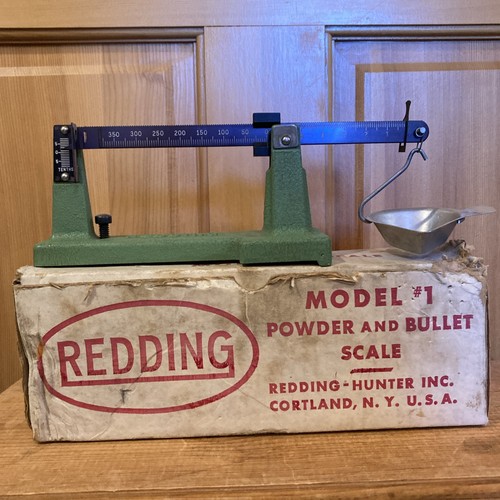 350 300 250 200 150 100 50
TENTHS
REDDING
MODEL #1
POWDER AND BULLET
SCALE
REDDING-HUNTER INC.
CORTLAND, N.Y. U.S.A.